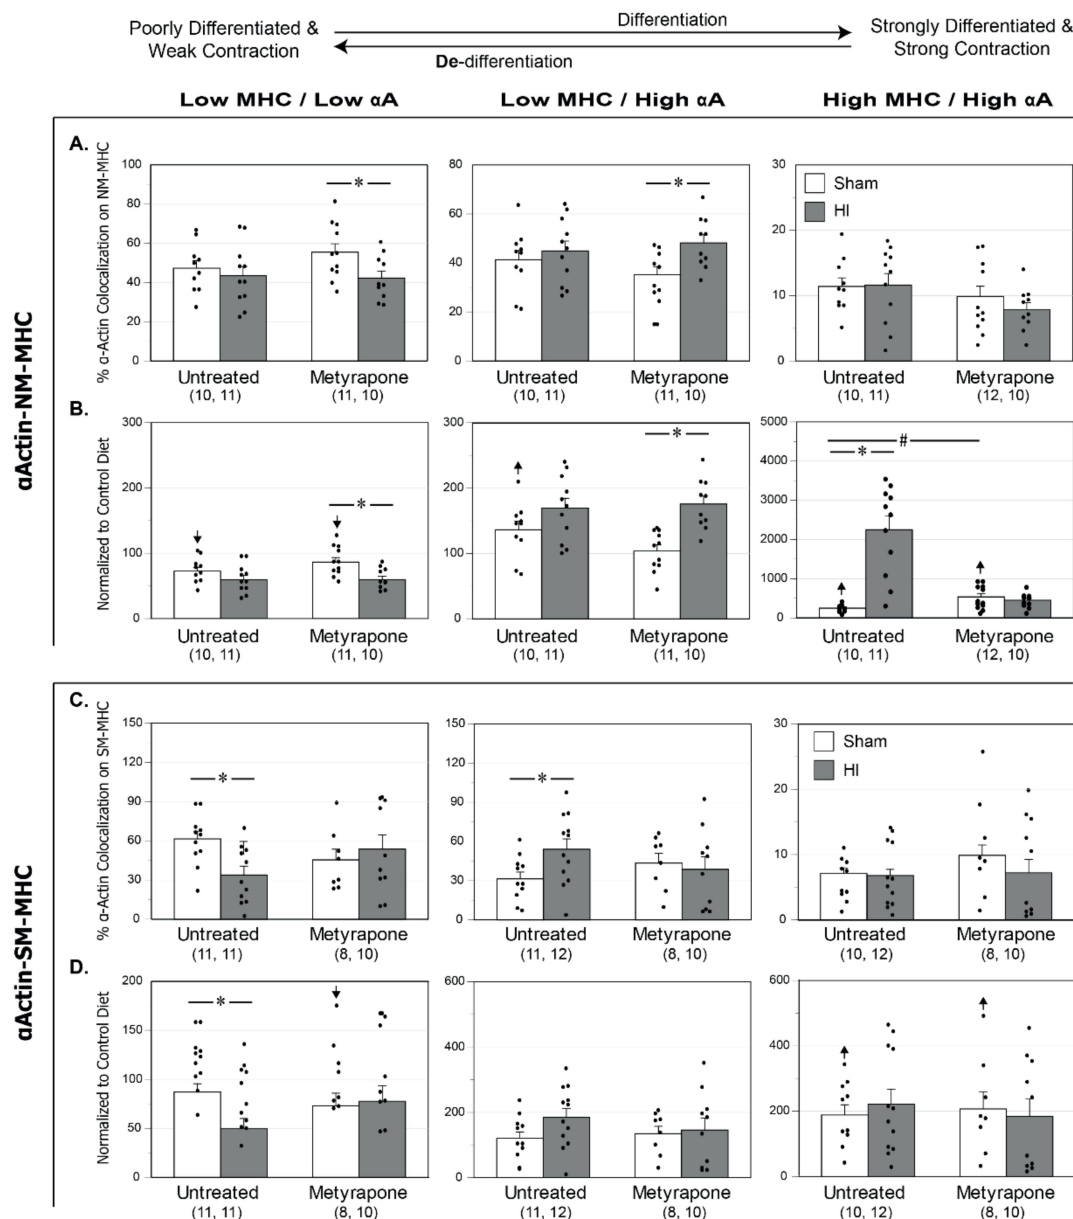 Poorly Differentiated &
Weak Contraction
Differentiation
De-differentiation
Strongly Differentiated &
Strong Contraction
Low MHC / Low αA
Low MHC / High αA
High MHC / High αA
αActin-NM-MHC
A.
% α-Actin Colocalization on NM-MHC
100
80
60
40
20
0
*
Untreated
(10, 11)
Metyrapone
(11, 10)
80
60
40
20
0
*
Untreated
(10, 11)
Metyrapone
(11, 10)
30
20
10
0
Sham
HI
Untreated
(10, 11)
Metyrapone
(12, 10)
B.
Normalized to Control Diet
300
200
100
0
*
Untreated
(10, 11)
Metyrapone
(11, 10)
300
200
100
0
*
Untreated
(10, 11)
Metyrapone
(11, 10)
5000
4000
3000
2000
1000
0
#
*
Untreated
(10, 11)
Metyrapone
(12, 10)
αActin-SM-MHC
C.
% α-Actin Colocalization on SM-MHC
150
120
90
60
30
0
*
Untreated
(11, 11)
Metyrapone
(8, 10)
150
120
90
60
30
0
*
Untreated
(11, 12)
Metyrapone
(8, 10)
30
20
10
0
Sham
HI
Untreated
(10, 12)
Metyrapone
(8, 10)
D.
Normalized to Control Diet
200
150
100
50
0
*
Untreated
(11, 11)
Metyrapone
(8, 10)
600
400
200
0
Untreated
(11, 12)
Metyrapone
(8, 10)
600
400
200
0
Untreated
(10, 12)
Metyrapone
(8, 10)